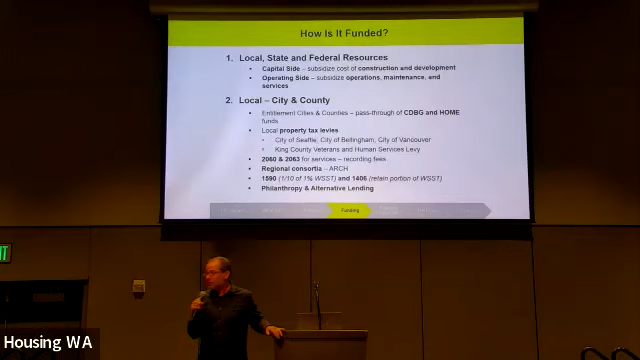 How Is It Funded?
1. Local, State and Federal Resources
• Capital Side – subsidize cost of construction and development
• Operating Side – subsidize operations, maintenance, and
services
2. Local – City & County
• Entitlement Cities & Counties – pass-through of CDBG and HOME
funds
• Local property tax levies
• City of Seattle, City of Bellingham, City of Vancouver
• King County Veterans and Human Services Levy
• 2060 & 2063 for services – recording fees
• Regional consortia – ARCH
• 1590 (1/10 of 1% WSST) and 1406 (retain portion of WSST)
• Philanthropy & Alternative Lending
Funding
Housing WA